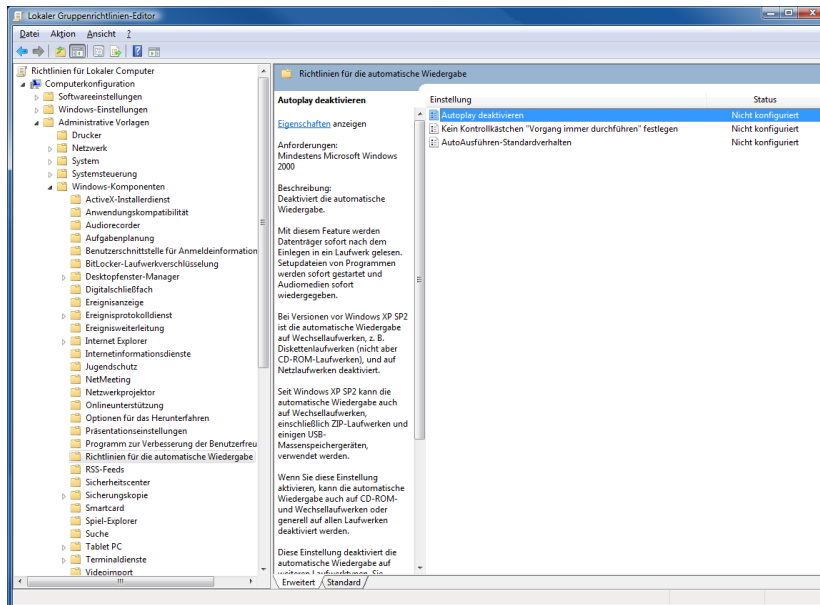 Lokaler Gruppenrichtlinien-Editor
Datei Aktion Ansicht ?
Richtlinien für Lokaler Computer
Computerkonfiguration
Softwareeinstellungen
Windows-Einstellungen
Administrative Vorlagen
Drucker
Netzwerk
System
Systemsteuerung
Windows-Komponenten
ActiveX-Installerdienst
Anwendungskompatibilität
Audiorecorder
Aufgabenplanung
Benutzerschnittstelle für Anmeldeinformation
BitLocker-Laufwerkverschlüsselung
Desktopfenster-Manager
Digitalschließfach
Ereignisanzeige
Ereignisprotokolldienst
Ereignisweiterleitung
Internet Explorer
Internetinformationsdienste
Jugendschutz
NetMeeting
Netzwerkprojektor
Onlineunterstützung
Optionen für das Herunterfahren
Präsentationseinstellungen
Programm zur Verbesserung der Benutzerfreu
Richtlinien für die automatische Wiedergabe
RSS-Feeds
Sicherheitscenter
Sicherungskopie
Smartcard
Spiel-Explorer
Suche
Tablet PC
Terminaldienste
Videoimport
Richtlinien für die automatische Wiedergabe
Autoplay deaktivieren
Eigenschaften anzeigen
Anforderungen:
Mindestens Microsoft Windows
2000
Beschreibung:
Deaktiviert die automatische
Wiedergabe.
Mit diesem Feature werden
Datenträger sofort nach dem
Einlegen in ein Laufwerk gelesen.
Setupdateien von Programmen
werden sofort gestartet und
Audiomedien sofort
wiedergegeben.
Bei Versionen vor Windows XP SP2
ist die automatische Wiedergabe
auf Wechsellaufwerken, z. B.
Diskettenlaufwerken (nicht aber
CD-ROM-Laufwerken), und auf
Netzlaufwerken deaktiviert.
Seit Windows XP SP2 kann die
automatische Wiedergabe auch
auf Wechsellaufwerken,
einschließlich ZIP-Laufwerken und
einigen USB-
Massenspeichergeräten,
verwendet werden.
Wenn Sie diese Einstellung
aktivieren, kann die automatische
Wiedergabe auch auf CD-ROM-
und Wechsellaufwerken oder
generell auf allen Laufwerken
deaktiviert werden.
Diese Einstellung deaktiviert die
automatische Wiedergabe auf
weiteren Laufwerktypen. Sie
Einstellung Status
Autoplay deaktivieren Nicht konfiguriert
Kein Kontrollkästchen "Vorgang immer durchführen" festlegen Nicht konfiguriert
AutoAusführen-Standardverhalten Nicht konfiguriert
Erweitert Standard